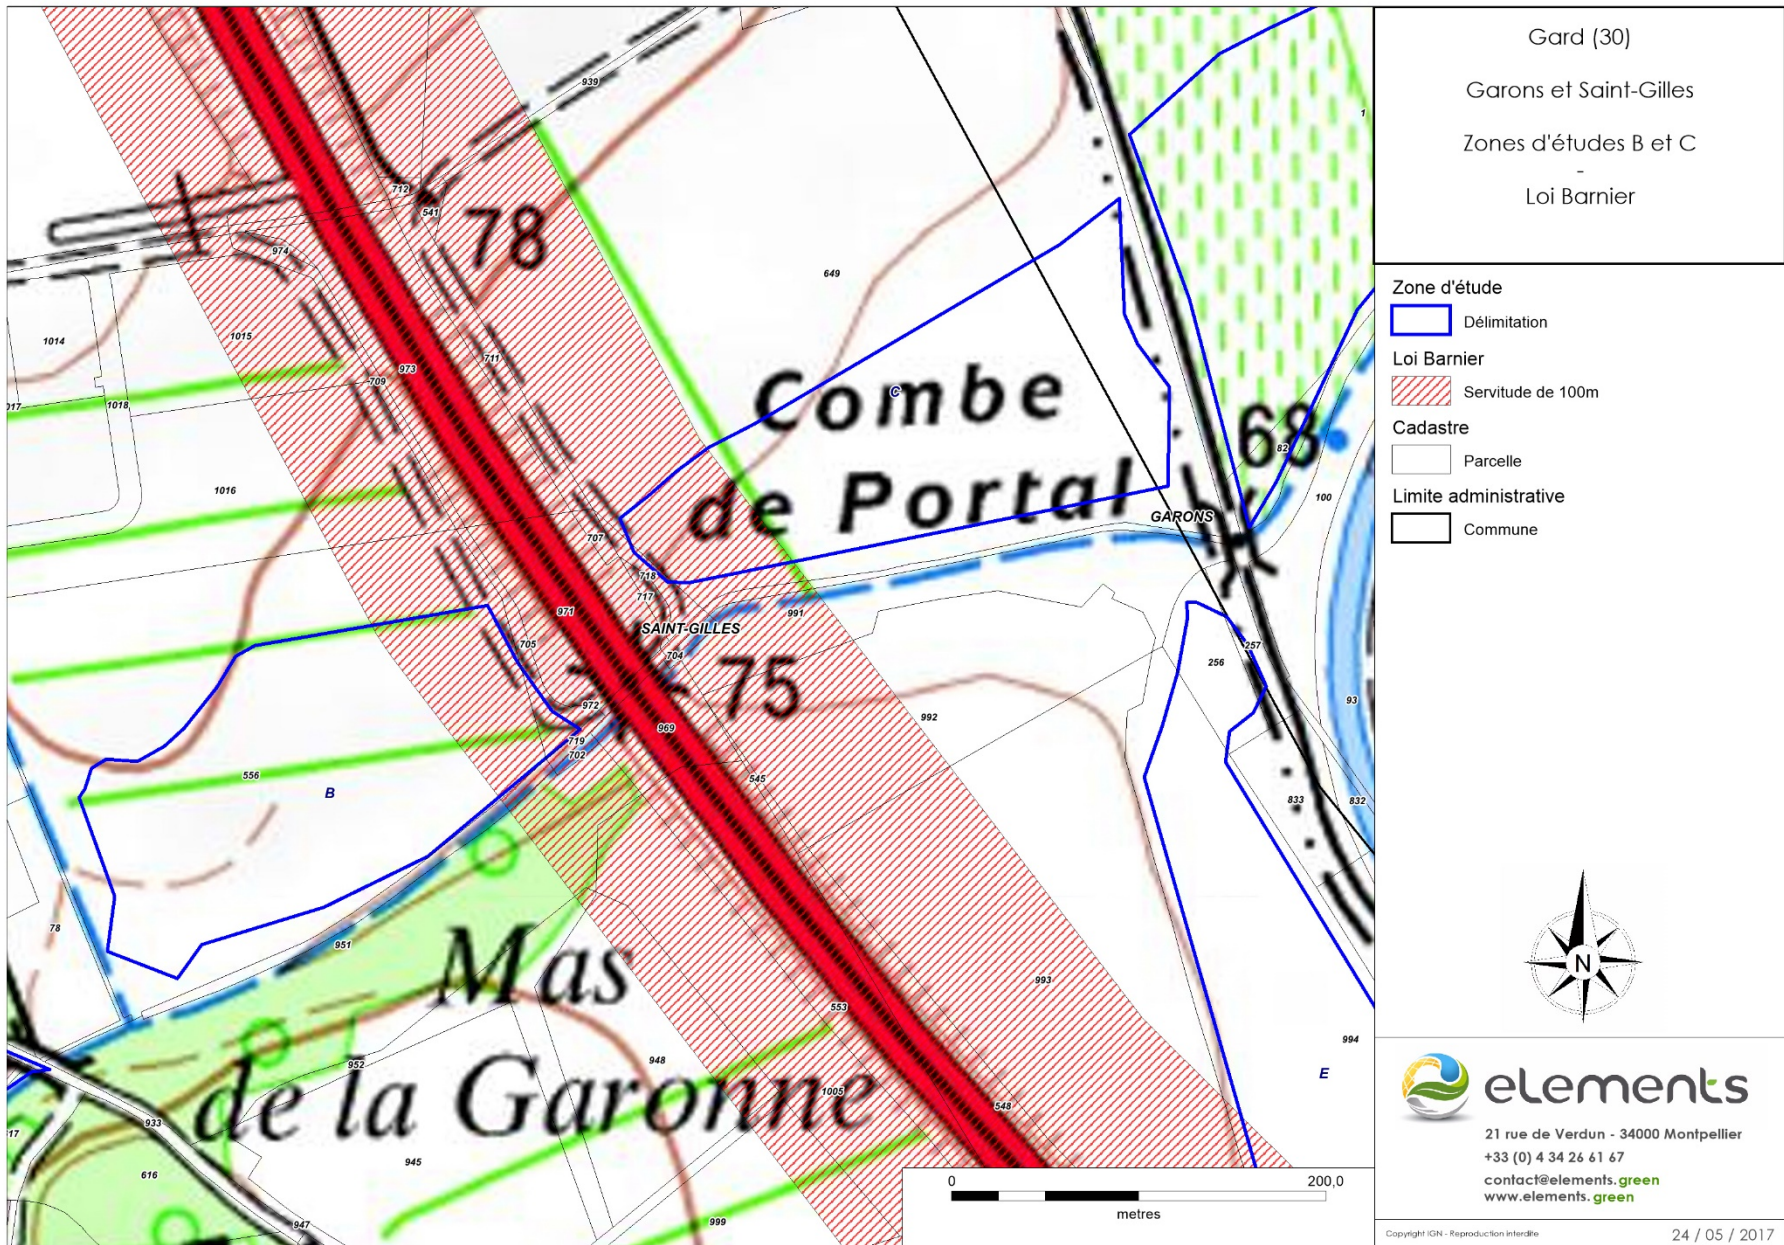 Gard (30)
Garons et Saint-Gilles
Zones d'études B et C
-
Loi Barnier
Zone d'étude
Délimitation
Loi Barnier
Servitude de 100m
Cadastre
Parcelle
Limite administrative
Commune
N
elements
21 rue de Verdun - 34000 Montpellier
+33 (0) 4 34 26 61 67
contact@elements.green
www.elements.green
Copyright IGN - Reproduction interdite
24 / 05 / 2017
939
1
712
541
78
974
649
1014
1015
711
973
709
1018
Combe
C
68
82
1016
de Portal
100
GARONS
707
718
717
971
991
SAINT-GILLES
705
704
257
256
75
972
93
992
969
719
702
556
545
B
833
832
78
951
Mas
993
553
994
952
948
E
de la Garonne
1005
548
933
945
616
947
999
0
200,0
metres